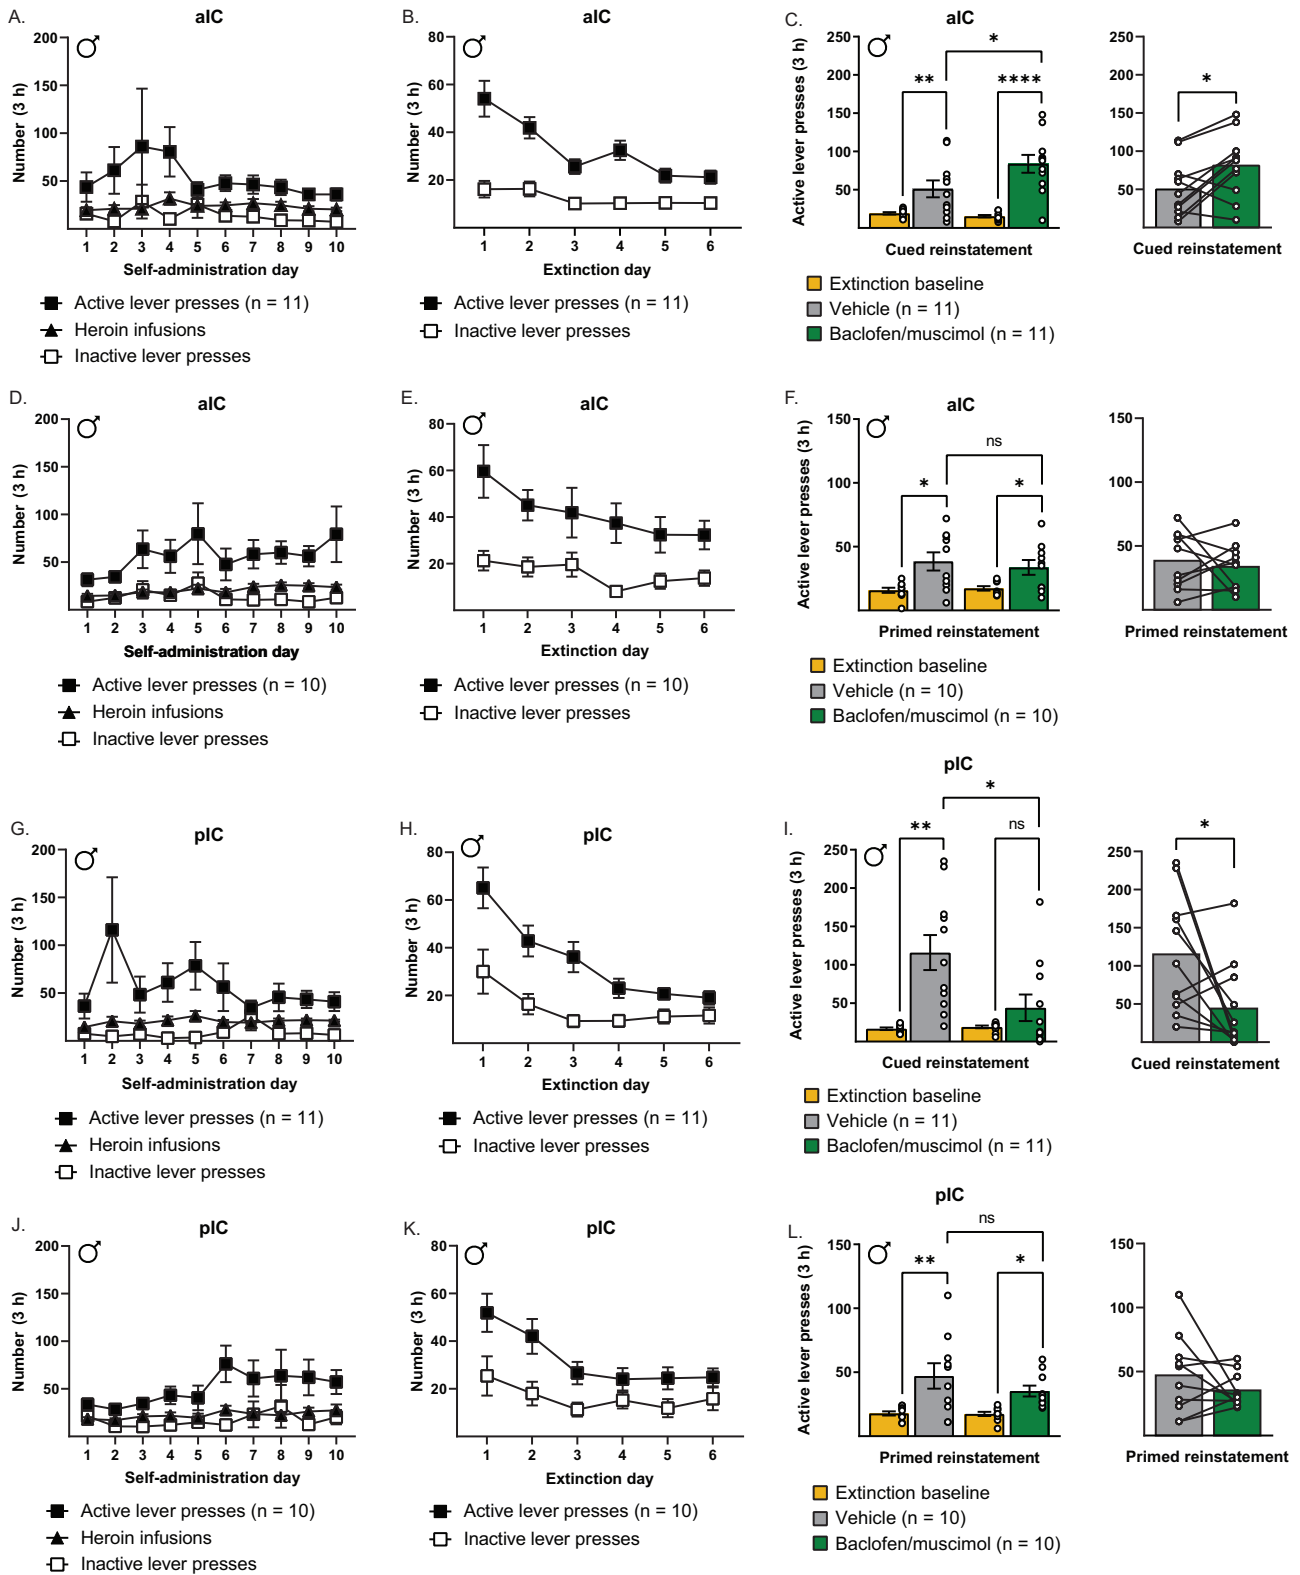 A.
aIC
Number (3 h)
200
150
100
50
1 2 3 4 5 6 7 8 9 10
Self-administration day
Active lever presses (n = 11)
Heroin infusions
Inactive lever presses
B.
aIC
Number (3 h)
80
60
40
20
1 2 3 4 5 6
Extinction day
Active lever presses (n = 11)
Inactive lever presses
C.
aIC
Active lever presses (3 h)
250
200
150
100
50
*
** ****
Cued reinstatement
Extinction baseline
Vehicle (n = 11)
Baclofen/muscimol (n = 11)
250
200
150
100
50
*
Cued reinstatement
D.
aIC
Number (3 h)
200
150
100
50
1 2 3 4 5 6 7 8 9 10
Self-administration day
Active lever presses (n = 10)
Heroin infusions
Inactive lever presses
E.
aIC
Number (3 h)
80
60
40
20
1 2 3 4 5 6
Extinction day
Active lever presses (n = 10)
Inactive lever presses
F.
aIC
Active lever presses (3 h)
150
100
50
ns
* *
Primed reinstatement
Extinction baseline
Vehicle (n = 10)
Baclofen/muscimol (n = 10)
150
100
50
Primed reinstatement
G.
pIC
Number (3 h)
200
150
100
50
1 2 3 4 5 6 7 8 9 10
Self-administration day
Active lever presses (n = 11)
Heroin infusions
Inactive lever presses
H.
pIC
Number (3 h)
80
60
40
20
1 2 3 4 5 6
Extinction day
Active lever presses (n = 11)
Inactive lever presses
I.
pIC
Active lever presses (3 h)
250
200
150
100
50
*
** ns
Cued reinstatement
Extinction baseline
Vehicle (n = 11)
Baclofen/muscimol (n = 11)
250
200
150
100
50
*
Cued reinstatement
J.
pIC
Number (3 h)
200
150
100
50
1 2 3 4 5 6 7 8 9 10
Self-administration day
Active lever presses (n = 10)
Heroin infusions
Inactive lever presses
K.
pIC
Number (3 h)
80
60
40
20
1 2 3 4 5 6
Extinction day
Active lever presses (n = 10)
Inactive lever presses
L.
pIC
Active lever presses (3 h)
150
100
50
ns
** *
Primed reinstatement
Extinction baseline
Vehicle (n = 10)
Baclofen/muscimol (n = 10)
150
100
50
Primed reinstatement